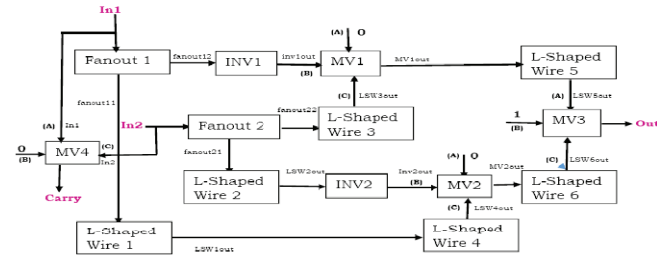 In1
(A) 0
Fanout 1
fanout12
INV1
inv1out
(B)
MV1
MV1out
L-Shaped
Wire 5
fanout11
(C) LSW3out
(A) LSW5out
(A) In1
In2
Fanout 2
fanout22
L-Shaped
Wire 3
1
(B)
MV3
Out
0
(B)
MV4
(C)
In2
fanout21
(A) 0
(C)
LSW6out
Carry
L-Shaped
Wire 2
LSW2out
INV2
Inv2out
(B)
MV2
MV2out
L-Shaped
Wire 6
(C) LSW4out
L-Shaped
Wire 1
LSW1out
L-Shaped
Wire 4